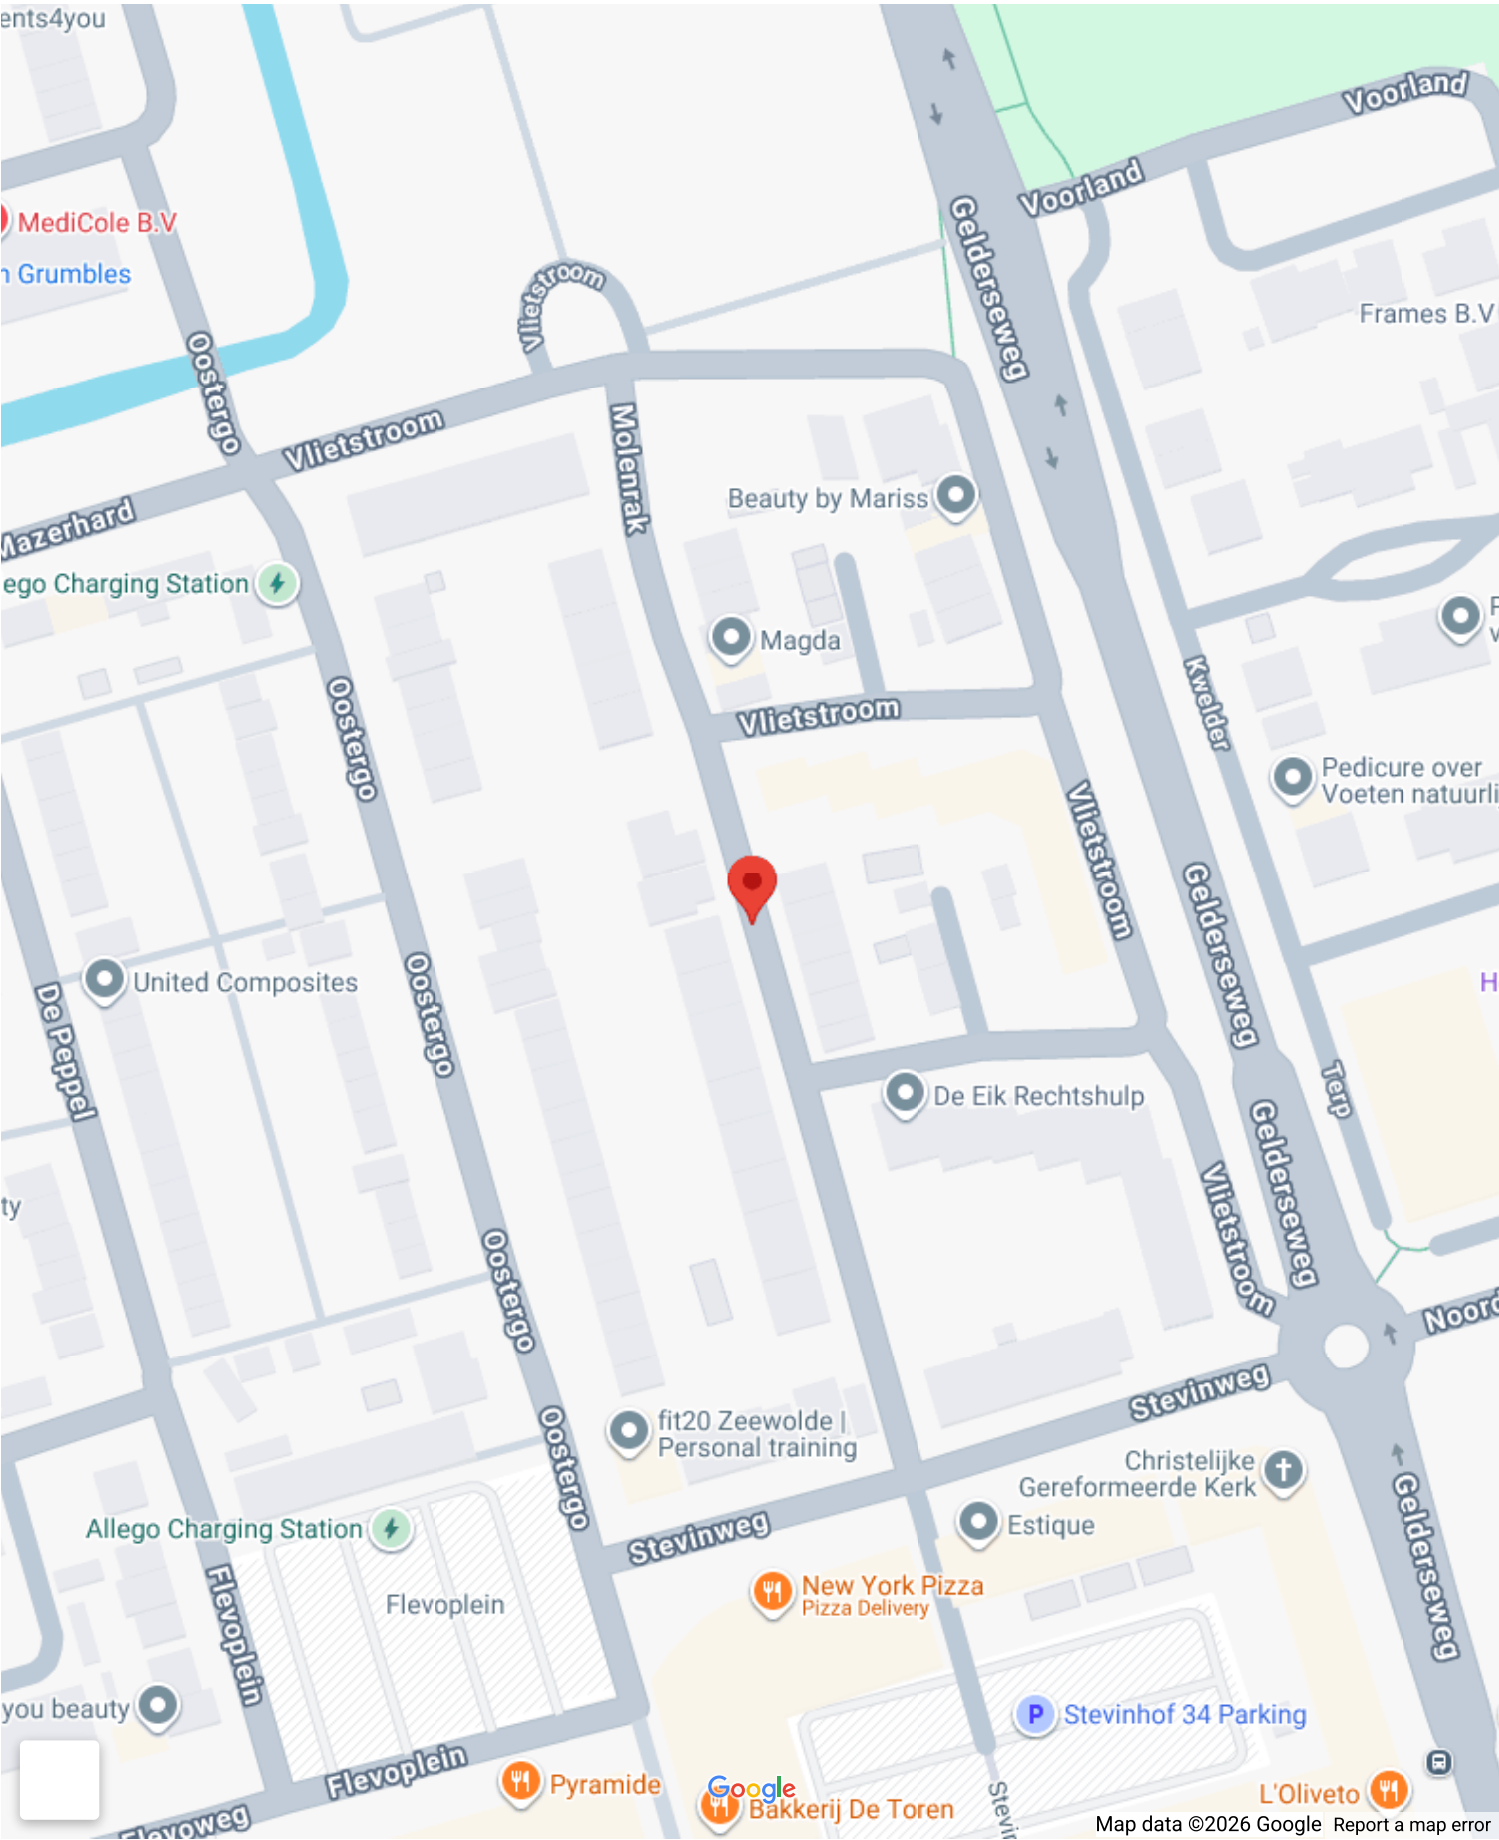 ents4you
Voorland
Voorland
MediCole B.V
n Grumbles
Gelderseweg
Vlietstroom
Frames B.V
Oostergo
Vlietstroom
Molenrak
Beauty by Mariss
Mazerhard
ego Charging Station
Magda
Vlietstroom
Kwelder
Oostergo
Pedicure over
Voeten natuurli
Vlietstroom
Gelderseweg
United Composites
Oostergo
De Peppel
H
Terp
De Eik Rechtshulp
Gelderseweg
ty
Vlietstroom
Oostergo
Noord
Stevinweg
fit20 Zeewolde |
Personal training
Oostergo
Christelijke
Gereformeerde Kerk
Gelderseweg
Allego Charging Station
Stevinweg
Estique
Flevoplein
New York Pizza
Pizza Delivery
Flevoplein
you beauty
P
Stevinhof 34 Parking
Flevoplein
Pyramide
Google
Bakkerij De Toren
Stevin
L'Oliveto
Flevoweg
Map data ©2026 Google
Report a map error